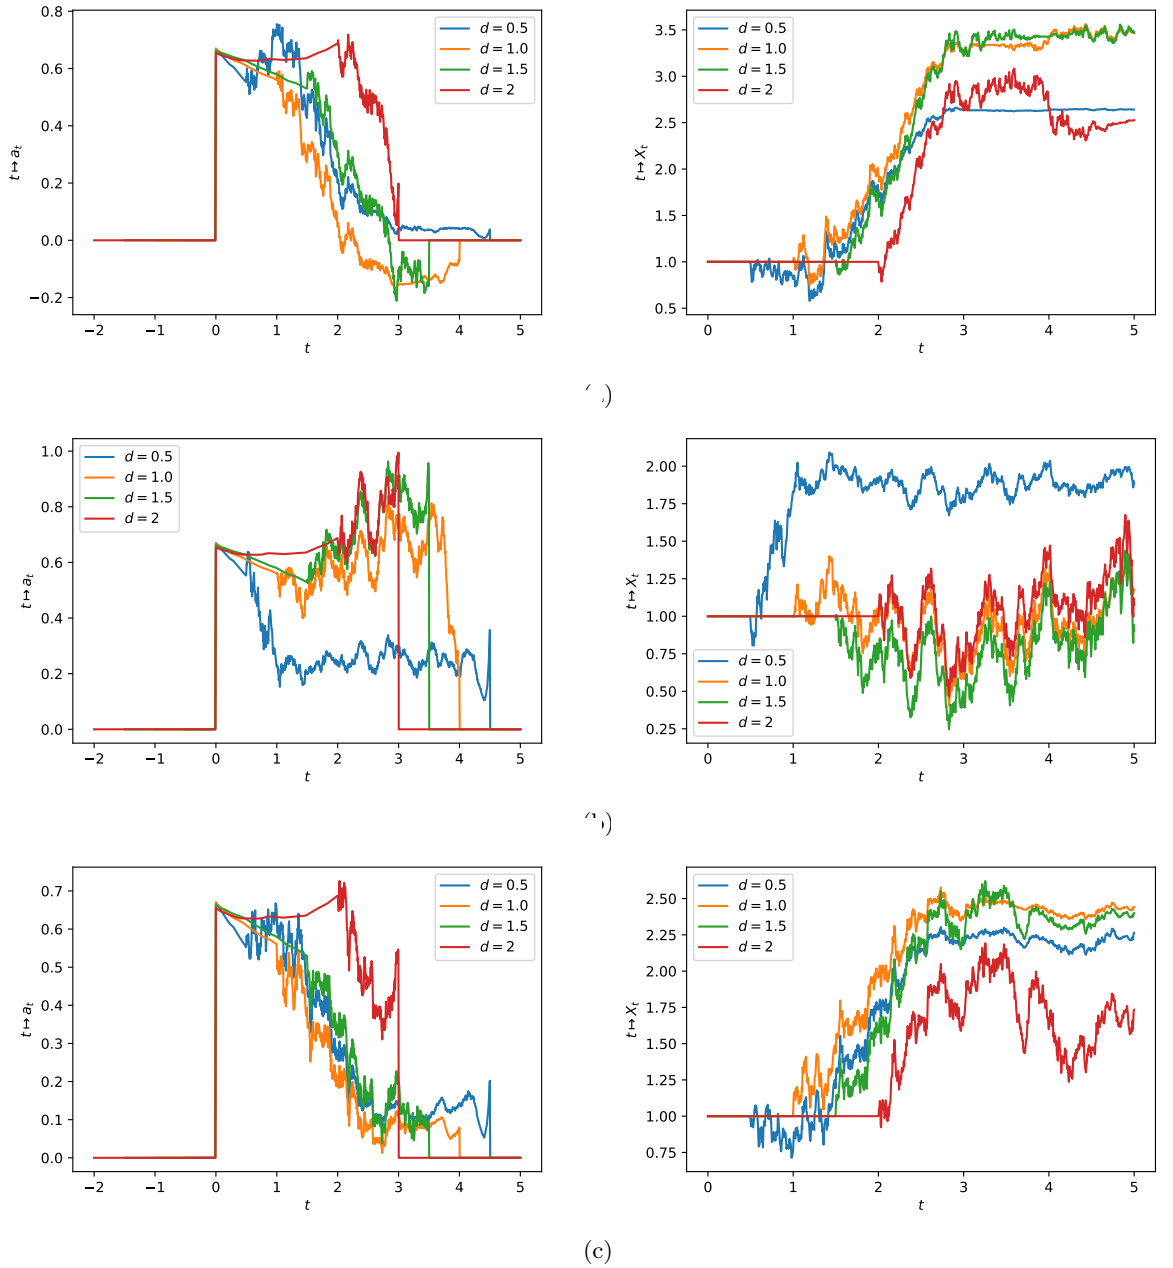 0.8
0.6
0.4
0.2
0.0
−0.2
−2 −1 0 1 2 3 4 5
t
t ↦ a_t
d = 0.5
d = 1.0
d = 1.5
d = 2
3.5
3.0
2.5
2.0
1.5
1.0
0.5
0 1 2 3 4 5
t
t ↦ X_t
d = 0.5
d = 1.0
d = 1.5
d = 2
1.0
0.8
0.6
0.4
0.2
0.0
−2 −1 0 1 2 3 4 5
t
t ↦ a_t
d = 0.5
d = 1.0
d = 1.5
d = 2
2.00
1.75
1.50
1.25
1.00
0.75
0.50
0.25
0 1 2 3 4 5
t
t ↦ X_t
d = 0.5
d = 1.0
d = 1.5
d = 2
0.7
0.6
0.5
0.4
0.3
0.2
0.1
0.0
−2 −1 0 1 2 3 4 5
t
t ↦ a_t
d = 0.5
d = 1.0
d = 1.5
d = 2
2.50
2.25
2.00
1.75
1.50
1.25
1.00
0.75
0 1 2 3 4 5
t
t ↦ X_t
d = 0.5
d = 1.0
d = 1.5
d = 2
(c)